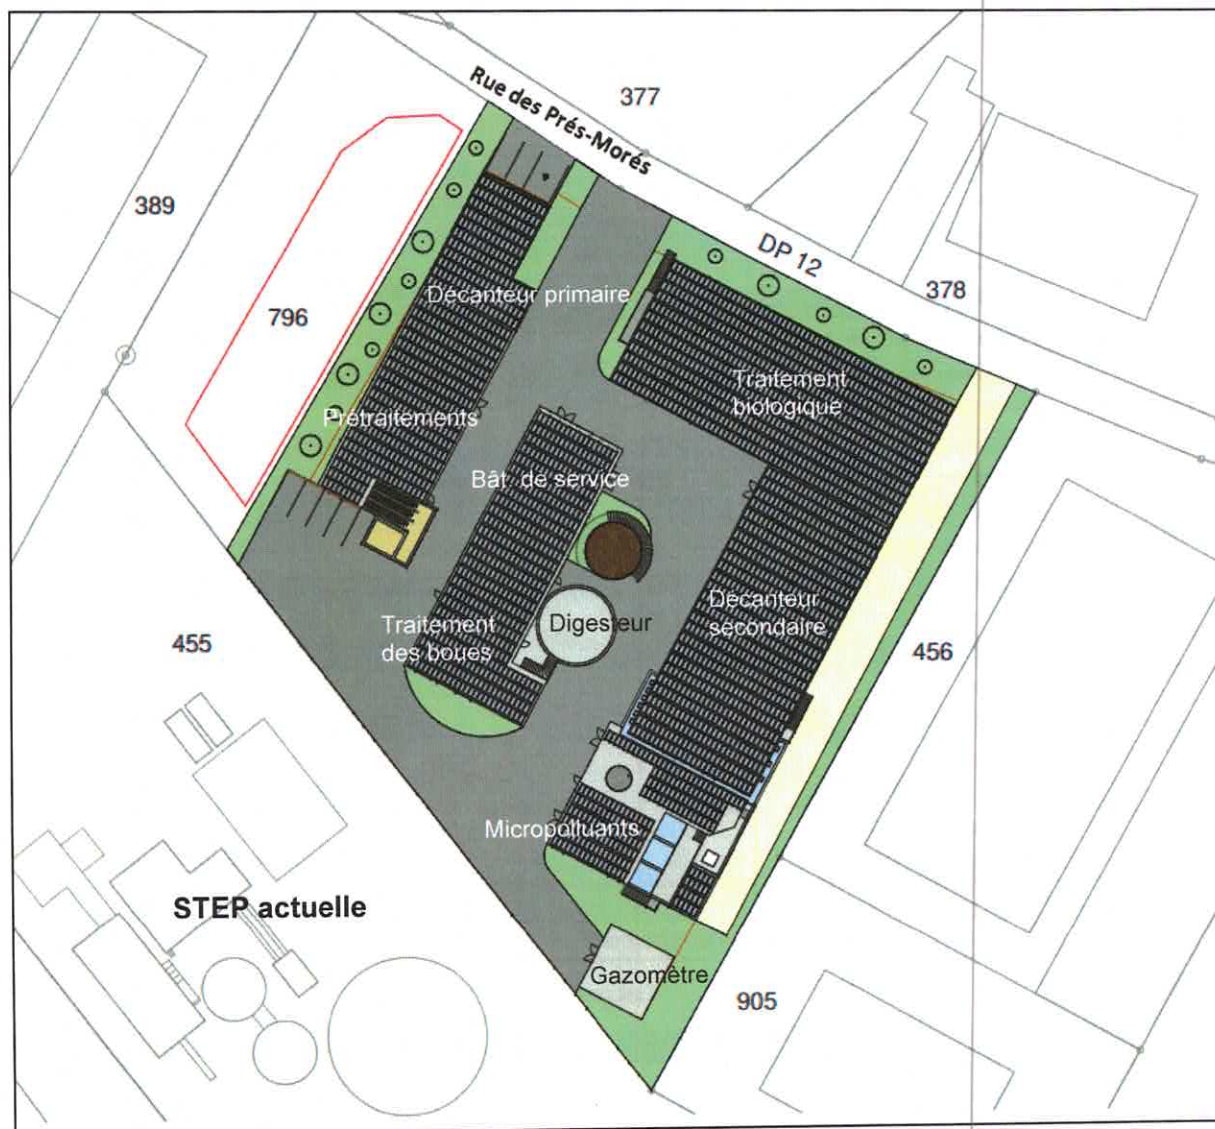 377
Rue des Prés-Morés
389
DP 12
378
Décanteur primaire
796
Traitement
biologique
Prétraitements
Bât de service
Décanteur
secondaire
Traitement
des boues
Digesteur
455
456
Micropolluants
STEP actuelle
Gazomètre
905